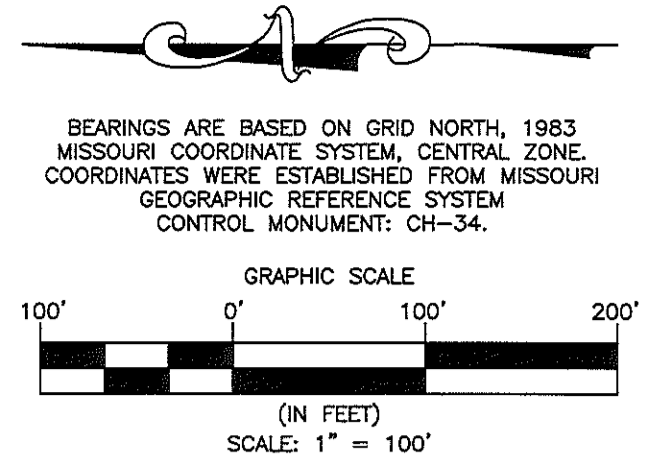 N
BEARINGS ARE BASED ON GRID NORTH, 1983
MISSOURI COORDINATE SYSTEM, CENTRAL ZONE.
COORDINATES WERE ESTABLISHED FROM MISSOURI
GEOGRAPHIC REFERENCE SYSTEM
CONTROL MONUMENT: CH-34.
GRAPHIC SCALE
100' 0' 100' 200'
(IN FEET)
SCALE: 1" = 100'